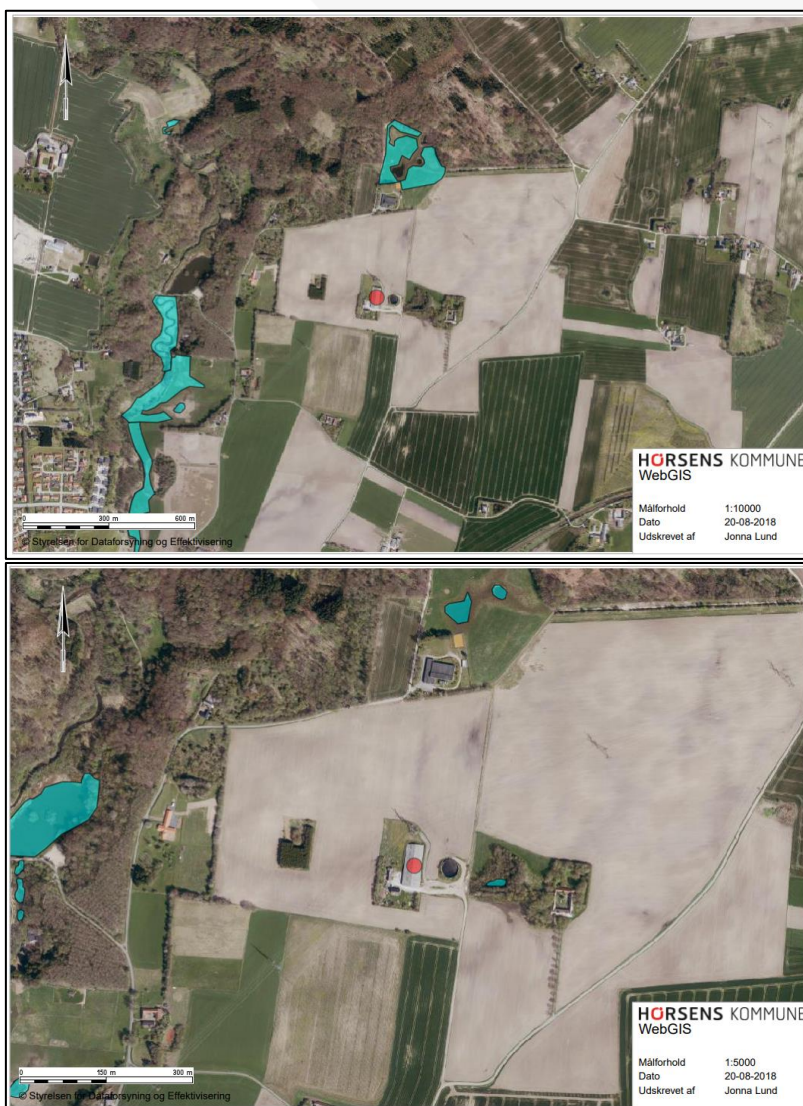 HORSENS KOMMUNE
WebGIS
Målforhold 1:10000
Dato 20-08-2018
Udskrevet af Jonna Lund
0 300 m 600 m
© Styrelsen for Dataforsyning og Effektivisering
HORSENS KOMMUNE
WebGIS
Målforhold 1:5000
Dato 20-08-2018
Udskrevet af Jonna Lund
0 150 m 300 m
© Styrelsen for Dataforsyning og Effektivisering